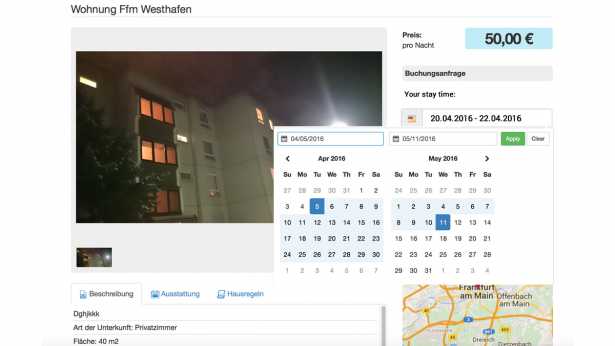 Wohnung Ffm Westhafen
Preis:
pro Nacht
50,00 €
Buchungsanfrage
Your stay time:
20.04.2016 - 22.04.2016
04/05/2016
05/11/2016
Apply
Clear
Apr 2016
Su Mo Tu We Th Fr Sa
27 28 29 30 31 1 2
3 4 5 6 7 8 9
10 11 12 13 14 15 16
17 18 19 20 21 22 23
24 25 26 27 28 29 30
1 2 3 4 5 6 7
May 2016
Su Mo Tu We Th Fr Sa
24 25 26 27 28 29 30
1 2 3 4 5 6 7
8 9 10 11 12 13 14
15 16 17 18 19 20 21
22 23 24 25 26 27 28
29 30 31 1 2 3 4
Beschreibung
Ausstattung
Hausregeln
Dghjkkk
Art der Unterkunft: Privatzimmer
Fläche: 40 m2
Frankfurt
am Main
Offenbach
am Main
Dreieich
Dietzenbach